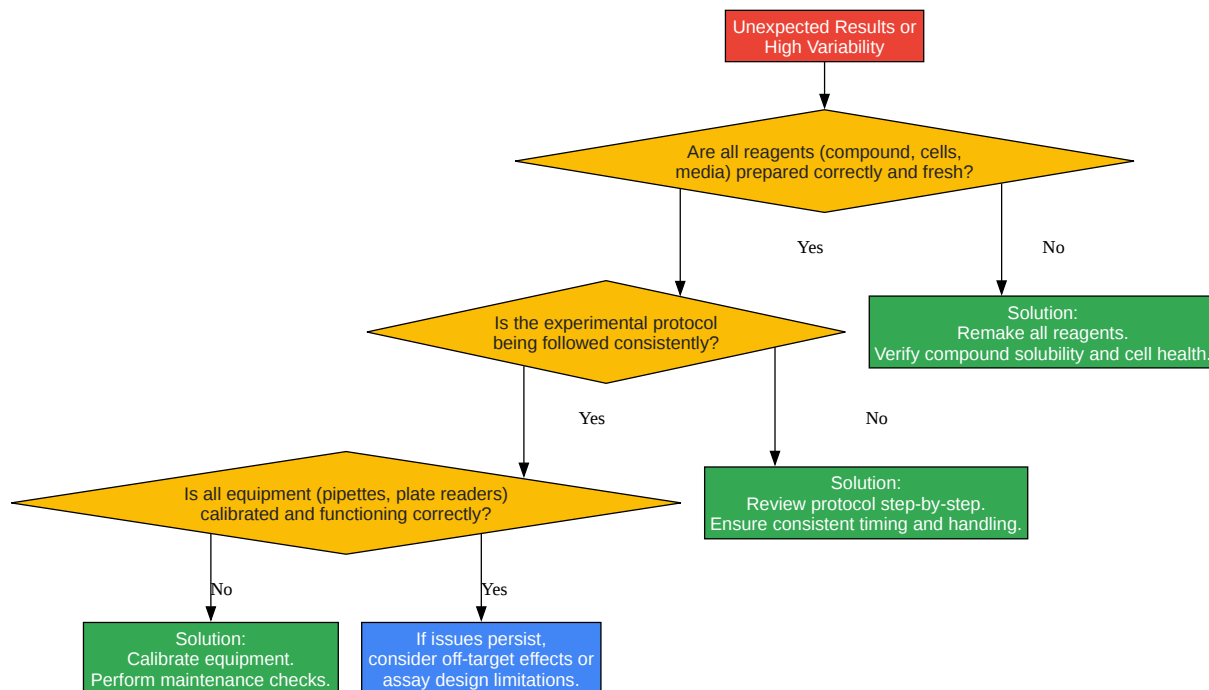 Unexpected Results or
High Variability
Are all reagents (compound, cells,
media) prepared correctly and fresh?
Yes
No
Is the experimental protocol
being followed consistently?
Solution:
Remake all reagents.
Verify compound solubility and cell health.
Yes
No
Is all equipment (pipettes, plate readers)
calibrated and functioning correctly?
Solution:
Review protocol step-by-step.
Ensure consistent timing and handling.
No
Yes
Solution:
Calibrate equipment.
Perform maintenance checks.
If issues persist,
consider off-target effects or
assay design limitations.